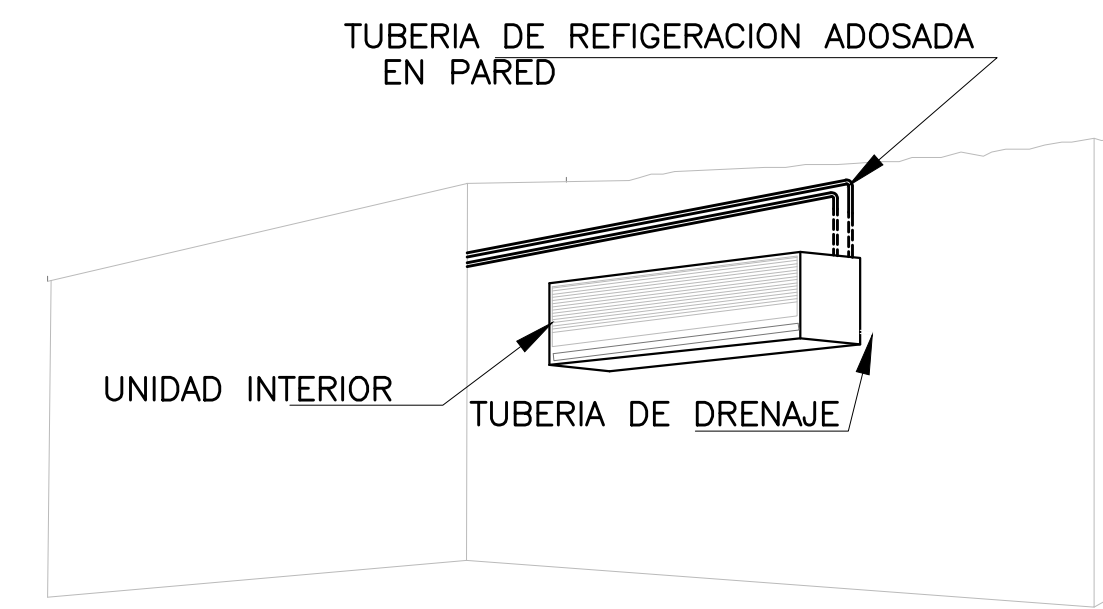 TUBERIA DE REFIGERACION ADOSADA
EN PARED
UNIDAD INTERIOR
TUBERIA DE DRENAJE